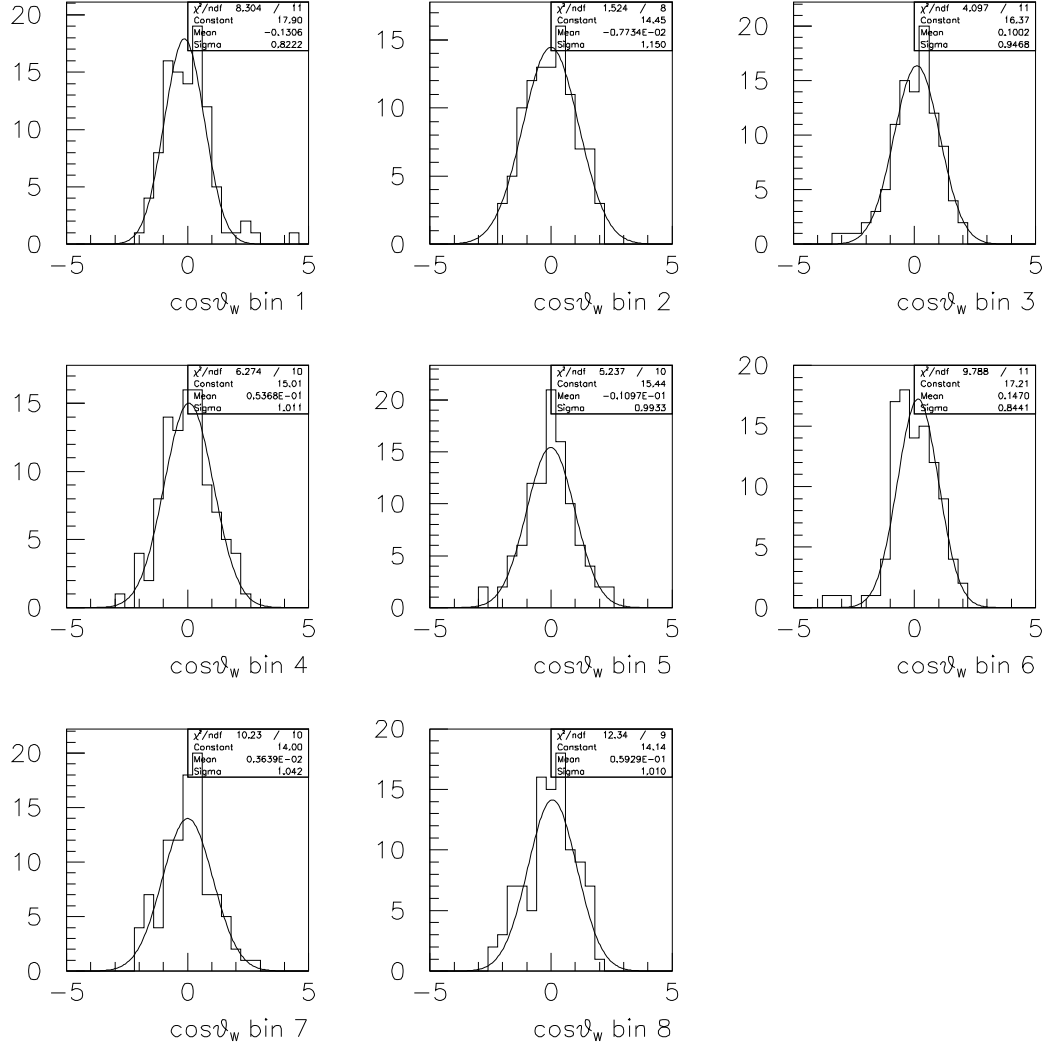 χ²/ndf 8.304 / 11
Constant 17.90
Mean -0.1306
Sigma 0.8222
20
15
10
5
0
-5 0 5
cosϑ_W bin 1
χ²/ndf 1.524 / 8
Constant 14.45
Mean -0.7734E-02
Sigma 1.150
15
10
5
0
-5 0 5
cosϑ_W bin 2
χ²/ndf 4.097 / 11
Constant 16.37
Mean 0.1002
Sigma 0.9468
20
15
10
5
0
-5 0 5
cosϑ_W bin 3
χ²/ndf 6.274 / 10
Constant 15.01
Mean 0.5368E-01
Sigma 1.011
15
10
5
0
-5 0 5
cosϑ_W bin 4
χ²/ndf 5.237 / 10
Constant 15.44
Mean -0.1097E-01
Sigma 0.9933
20
15
10
5
0
-5 0 5
cosϑ_W bin 5
χ²/ndf 9.788 / 11
Constant 17.21
Mean 0.1470
Sigma 0.8441
20
15
10
5
0
-5 0 5
cosϑ_W bin 6
χ²/ndf 10.23 / 10
Constant 14.00
Mean 0.3639E-02
Sigma 1.042
20
15
10
5
0
-5 0 5
cosϑ_W bin 7
χ²/ndf 12.34 / 9
Constant 14.14
Mean 0.5929E-01
Sigma 1.010
20
15
10
5
0
-5 0 5
cosϑ_W bin 8